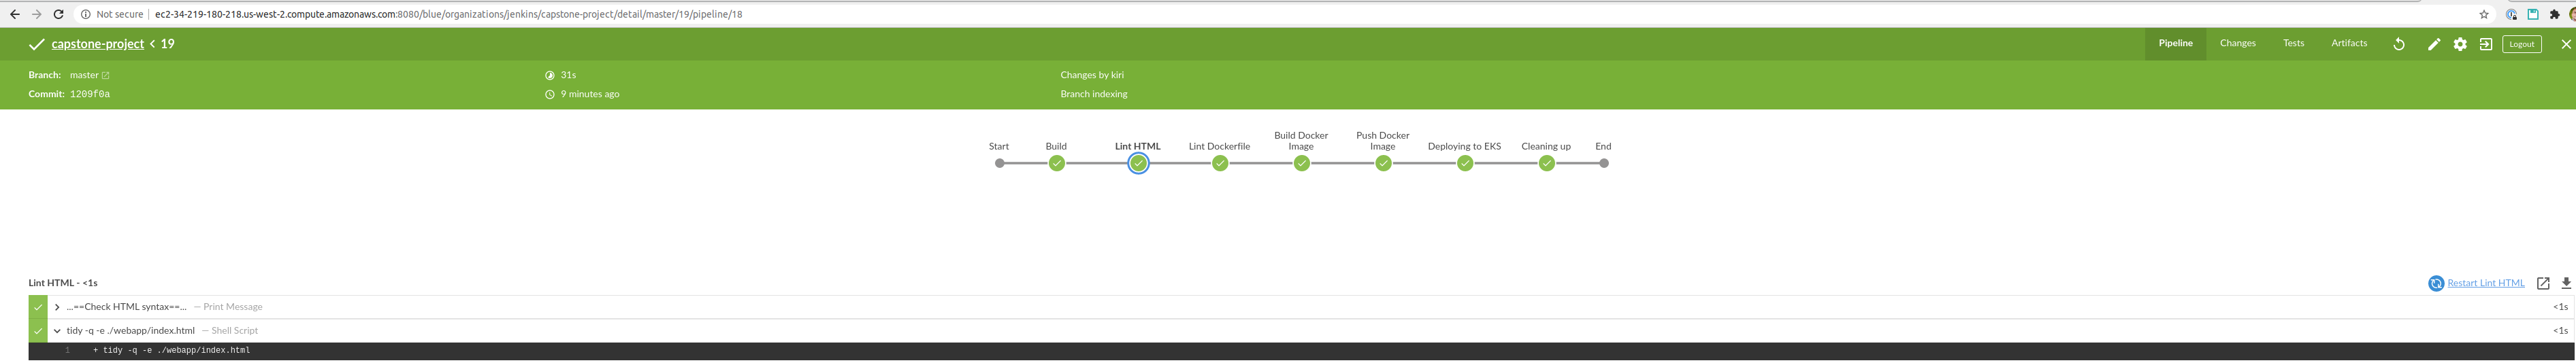 Not secure | ec2-34-219-180-218.us-west-2.compute.amazonaws.com:8080/blue/organizations/jenkins/capstone-project/detail/master/19/pipeline/18
capstone-project < 19
Pipeline Changes Tests Artifacts Logout
Branch: master 31s Changes by kiri
Commit: 1209f0a 9 minutes ago Branch indexing
Build Docker Push Docker
Start Build Lint HTML Lint Dockerfile Image Image Deploying to EKS Cleaning up End
Lint HTML - <1s Restart Lint HTML
...==Check HTML syntax==... — Print Message <1s
tidy -q -e ./webapp/index.html — Shell Script <1s
1 + tidy -q -e ./webapp/index.html